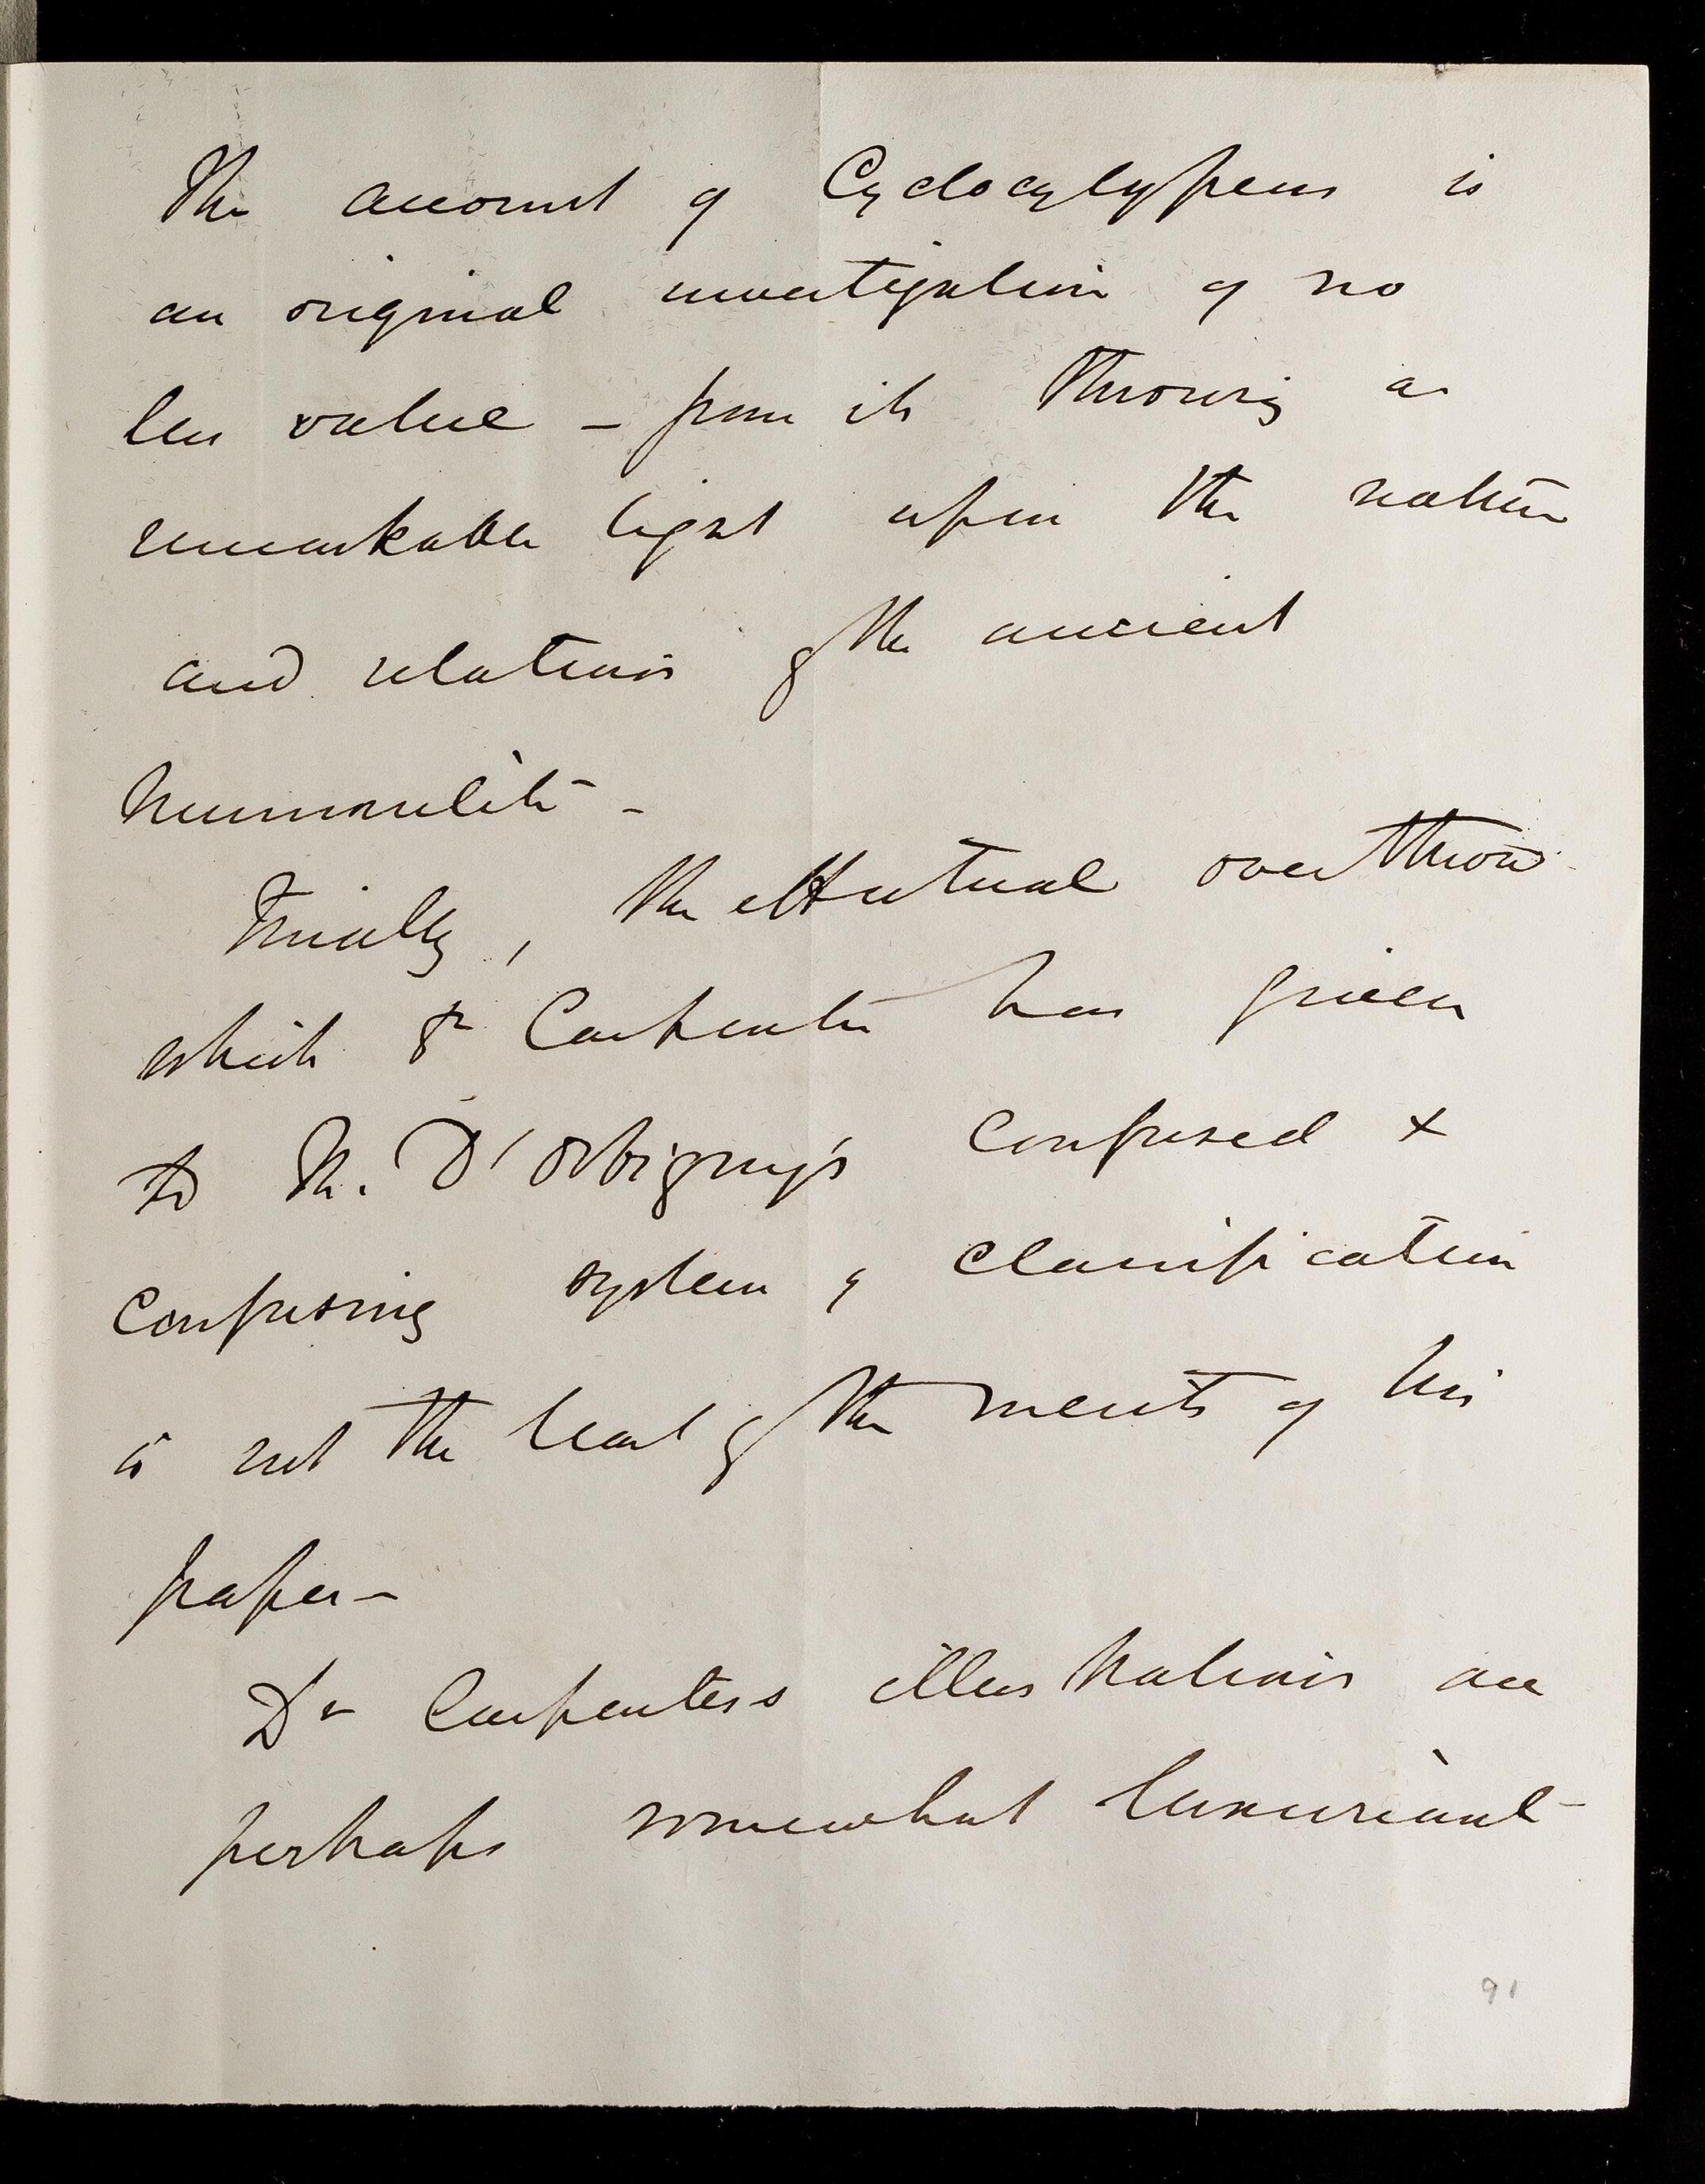 The account of Cyclocylypeus is
an original investigation of no
less value – from its throwing a
remarkable light upon the nature
and relations of the ancient
Nummulite –
Finally, the effectual overthrow
which Dr Carpenter has given
to M. D'Orbigny's confused +
confusing system of classification
is not the least of the merits of his
paper –
Dr Carpenters illustrations are
perhaps somewhat luxuriant –
91